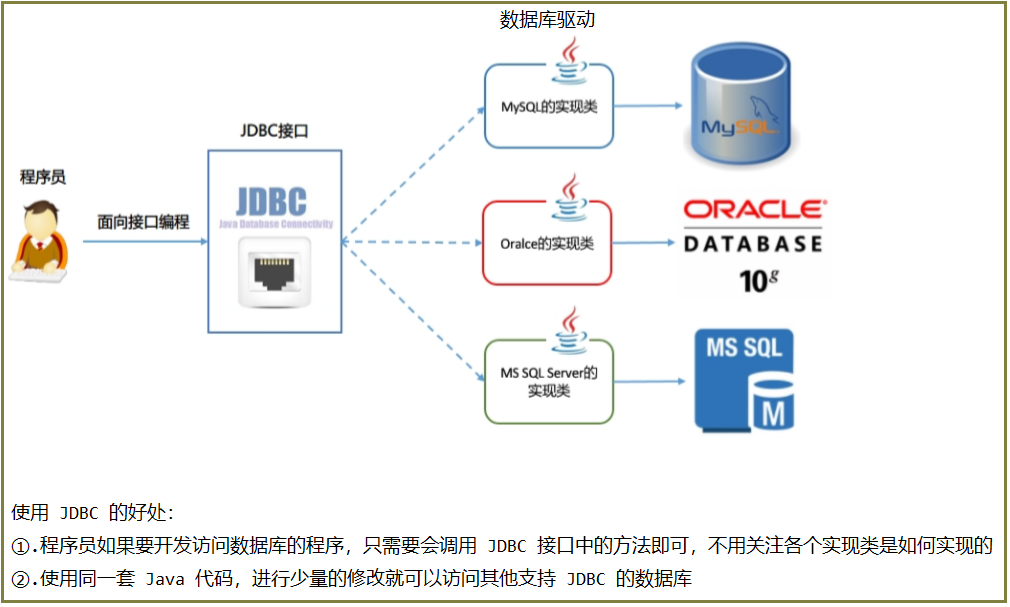 数据库驱动
MySQL的实现类
MySQL
JDBC接口
程序员
JDBC
Java Database Connectivity
面向接口编程
Oralce的实现类
ORACLE®
DATABASE
10g
MS SQL Server的
实现类
MS SQL
M
使用 JDBC 的好处：
①.程序员如果要开发访问数据库的程序，只需要会调用 JDBC 接口中的方法即可，不用关注各个实现类是如何实现的
②.使用同一套 Java 代码，进行少量的修改就可以访问其他支持 JDBC 的数据库